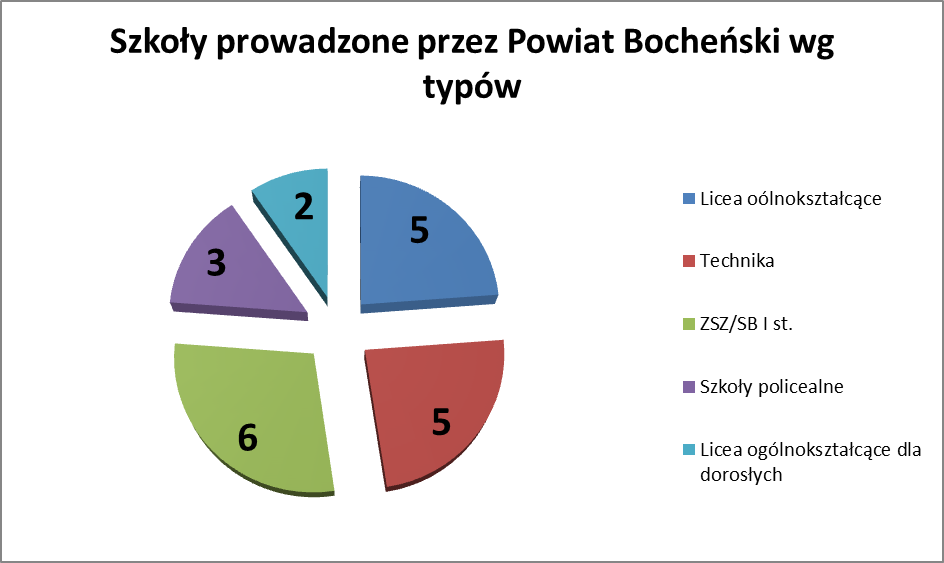 Szkoły prowadzone przez Powiat Bocheński wg
typów
2
5
3
6
5
Licea oólnokształcące
Technika
ZSZ/SB I st.
Szkoły policealne
Licea ogólnokształcące dla
dorosłych